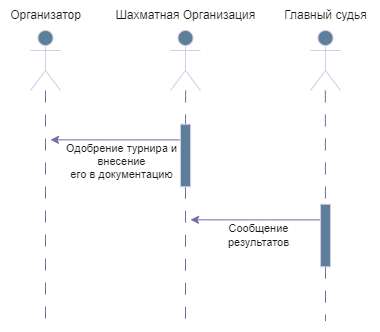 Организатор
Шахматная Организация
Главный судья
Одобрение турнира и
внесение
его в документацию
Сообщение
результатов